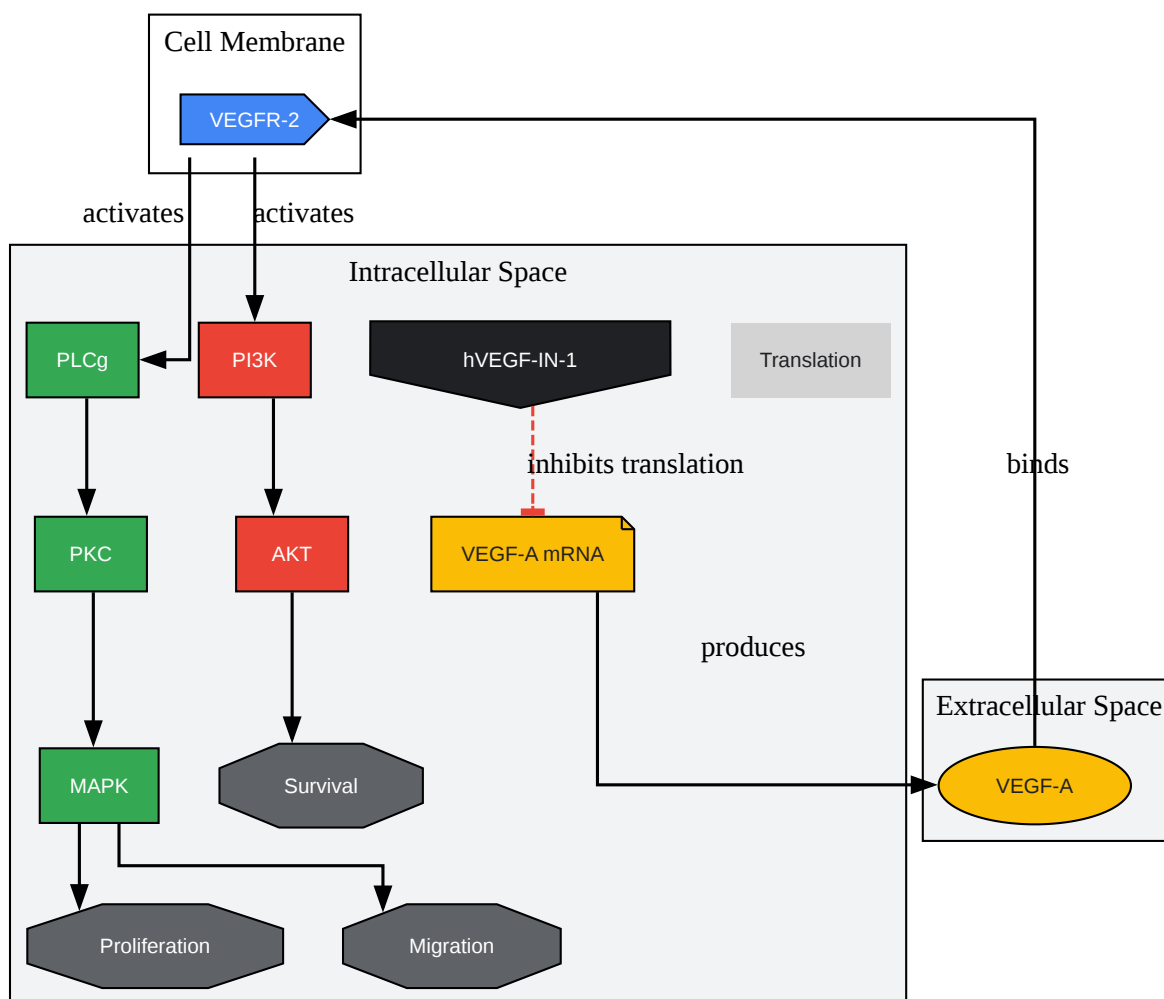 Cell Membrane
VEGFR-2
activates
activates
Intracellular Space
PLCg
PI3K
hVEGF-IN-1
Translation
inhibits translation
binds
PKC
AKT
VEGF-A mRNA
produces
Extracellular Space
MAPK
Survival
VEGF-A
Proliferation
Migration